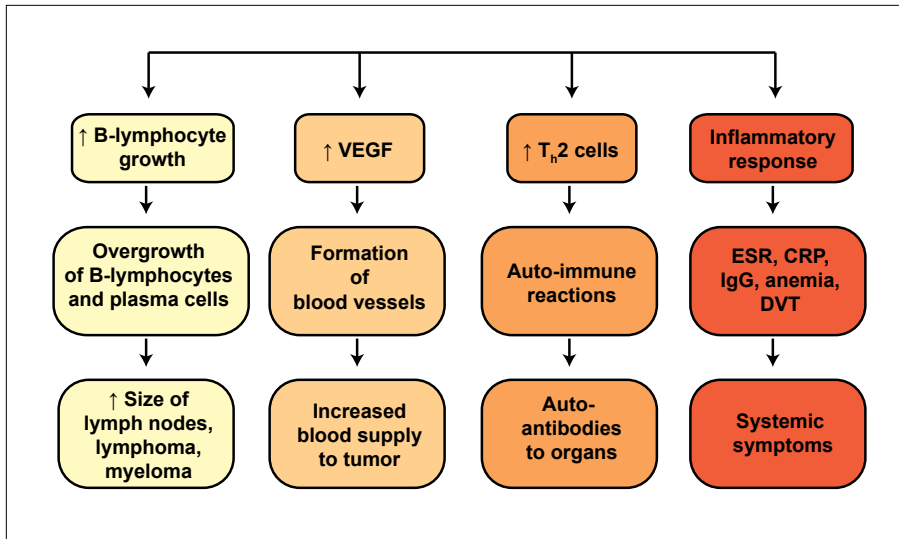 ↑ B-lymphocyte
growth
↑ VEGF
↑ Th2 cells
Inflammatory
response
Overgrowth
of B-lymphocytes
and plasma cells
Formation
of
blood vessels
Auto-immune
reactions
ESR, CRP,
IgG, anemia,
DVT
↑ Size of
lymph nodes,
lymphoma,
myeloma
Increased
blood supply
to tumor
Auto-
antibodies
to organs
Systemic
symptoms